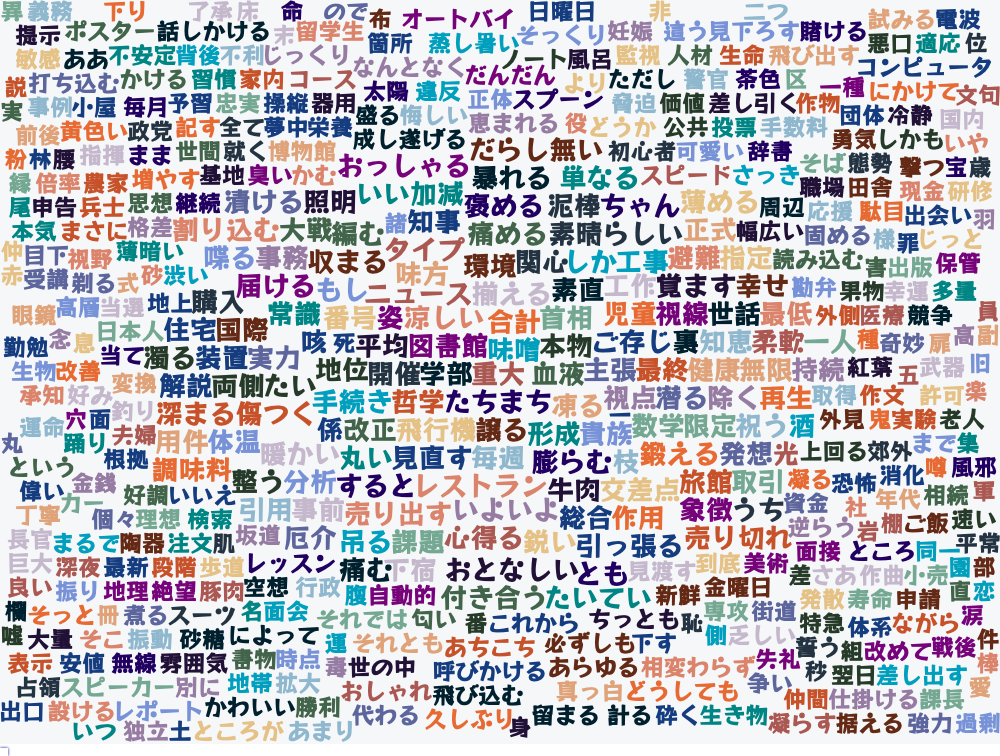 異 義務 下り 了承 床 命 ので 布 オートバイ 日曜日 非 二つ
提示 ポスター 話しかける 末 留学生 箇所 蒸し暑い そっくり 妊娠 違う 見下ろす 賭ける 試みる 電波
敏感 ああ 不安定 背後 不利 じっくり なんとなく ノート 風呂 監視 人材 生命 飛び出す 悪口 適応 位
説 打ち込む かける 習慣 家内 コース 太陽 違反 だんだん より ただし 警官 茶色 区 一種 コンピュータ にかけて 文句
実 事例 小屋 毎月 予習 忠実 操縦 器用 盛る 悔しい 正体 スプーン 脅迫 価値 差し引く 作物 団体 冷静 国内
前後 黄色い 政党 記す 全て 夢中 栄養 成し遂げる 恵まれる 役 どうか 公共 投票 手数料 勇気 しかも いや
粉 林 腰 指揮 まま 世間 就く 博物館 おっしゃる だらし無い 初心者 可愛い 辞書 そば 態勢 撃つ 宝 歳
縁 倍率 農家 増やす 基地 臭い かむ いい加減 暴れる 単なる スピード さっき 職場 田舎 現金 研修
尾 申告 兵士 思想 継続 漬ける 照明 諸 知事 褒める 泥棒 ちゃん 薄める 周辺 応援 駄目 出会い 羽
本気 まさに 格差 割り込む 大戦 編む 痛める 素晴らしい 正式 幅広い 固める 様 罪 じっと
仲 目下 視野 薄暗い 喋る 事務 収まる タイプ 味方 環境 関心 しか 工事 避難 指定 読み込む 害 出版 保管
赤 受講 剃る 式 砂 渋い 届ける もし ニュース 揃える 素直 工作 覚ます 幸せ 勘弁 果物 幸運 多量
眼鏡 高層 当選 地上 購入 常識 番号 姿 涼しい 合計 首相 児童 視線 世話 最低 外側 医療 競争 員
勤勉 念 息 日本人 住宅 国際 咳 死 平均 図書館 味噌 本物 ご存じ 裏 知恵 柔軟 一人 種 奇妙 扉 高 副
生物 改善 当て 濁る 装置 実力 地位 開催 学部 重大 血液 主張 最終 健康 無限 持続 紅葉 五 武器 旧
承知 好み 変換 解説 両側 たい 手続き 哲学 たちまち 凍る 視点 潜る 除く 再生 取得 作文 許可 楽
運命 穴 面 釣り 深まる 傷つく 係 改正 飛行機 譲る 形成 貴族 数学 限定 祝う 酒 外見 鬼 実験 老人
丸 踊り 夫婦 用件 体温 暖かい 丸い 見直す 毎週 膨らむ 枝 鍛える 発想 光 上回る 郊外 まで 集
という 根拠 調味料 整う 分析 すると レストラン 牛肉 交差点 旅館 取引 凝る 恐怖 消化 噂 風邪
偉い 金銭 カー 好調 いいえ 引用 事前 売り出す いよいよ 総合 作用 象徴 うち 資金 社 年代 相続 軍
丁寧 個々 理想 検索 坂道 厄介 吊る 課題 心得る 鋭い 引っ張る 売り切れ 逆らう 岩 棚 ご飯 速い
長官 まるで 陶器 注文 肌 面接 ところ 同一 平常
巨大 深夜 最新 段階 歩道 レッスン 痛む 下宿 おとなしい とも 見渡す 到底 美術 差 さあ 作曲 小売 園 部
良い 振り 地理 絶望 豚肉 空想 行政 腹 自動的 付き合う たいてい 新鮮 金曜日 発散 寿命 申請 直 恋
欄 そっと 冊 煮る スーツ 名面会 それでは 匂い 番 これから ちっとも 恥 専攻 街道 特急 体系 ながら 涙
嘘 大量 そこ 振動 砂糖 によって 運 それとも あちこち 必ずしも 下す 側 乏しい 誓う 組 改めて 戦後 件
表示 安値 無線 雰囲気 書物 時点 毒 世の中 呼びかける あらゆる 相変わらず 失礼 秒 翌日 差し出す 棒
占領 スピーカー 別に 地帯 拡大 おしゃれ 飛び込む 真っ白 どうしても 争い 仲間 仕掛ける 課長 愛
出口 設ける レポート かわいい 勝利 代わる 久しぶり 身 留まる 計る 砕く 生き物 凝らす 据える 強力 過剰
いつ 独立 土 ところが あまり